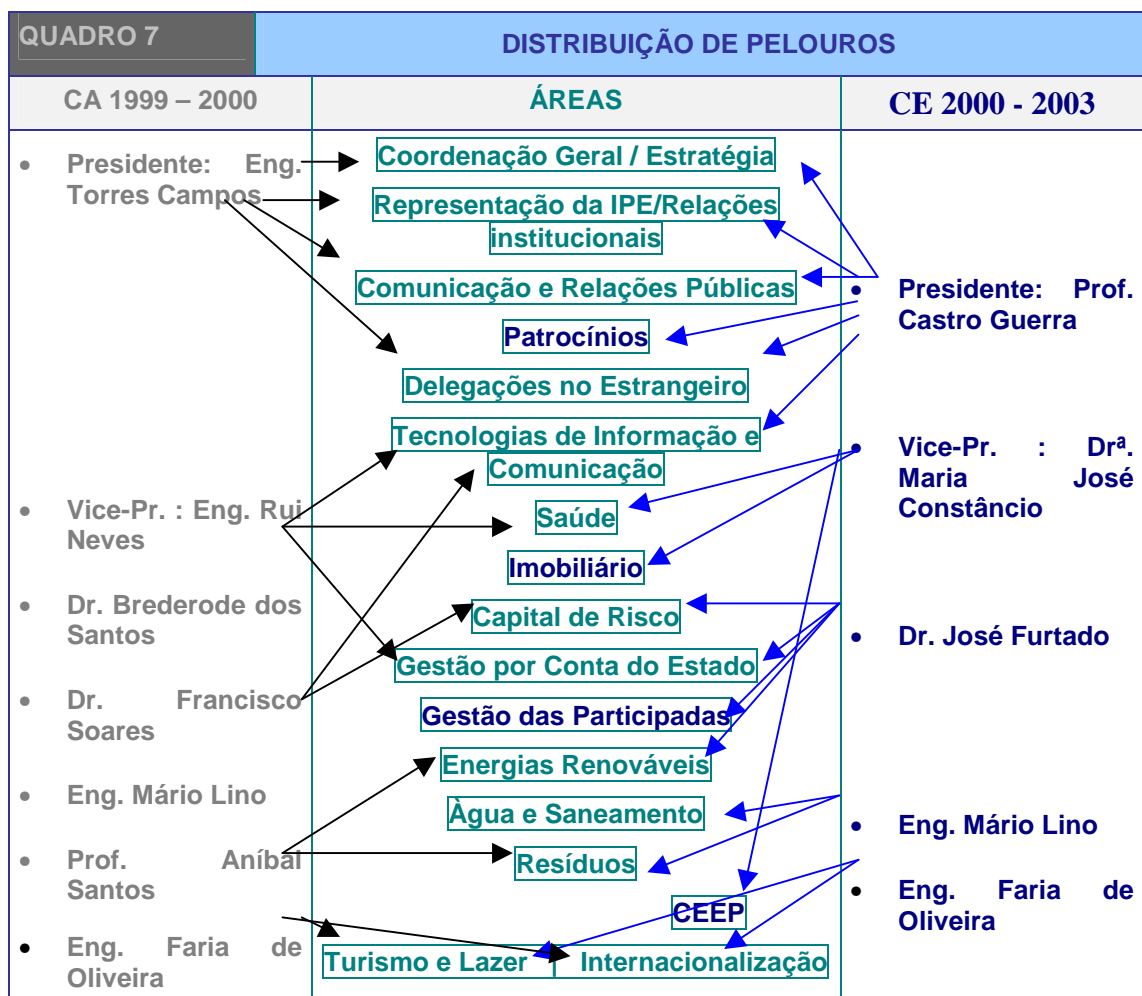 QUADRO 7
DISTRIBUIÇÃO DE PELOUROS
CA 1999 – 2000
ÁREAS
CE 2000 - 2003
• Presidente: Eng.
Torres Campos
• Vice-Pr. : Eng. Rui
Neves
• Dr. Brederode dos
Santos
• Dr. Francisco
Soares
• Eng. Mário Lino
• Prof. Aníbal
Santos
• Eng. Faria de
Oliveira
Coordenação Geral / Estratégia
Representação da IPE/Relações
institucionais
Comunicação e Relações Públicas
Patrocínios
Delegações no Estrangeiro
Tecnologias de Informação e
Comunicação
Saúde
Imobiliário
Capital de Risco
Gestão por Conta do Estado
Gestão das Participadas
Energias Renováveis
Àgua e Saneamento
Resíduos
CEEP
Turismo e Lazer | Internacionalização
• Presidente: Prof.
Castro Guerra
• Vice-Pr. : Drª.
Maria José
Constâncio
• Dr. José Furtado
• Eng. Mário Lino
• Eng. Faria de
Oliveira